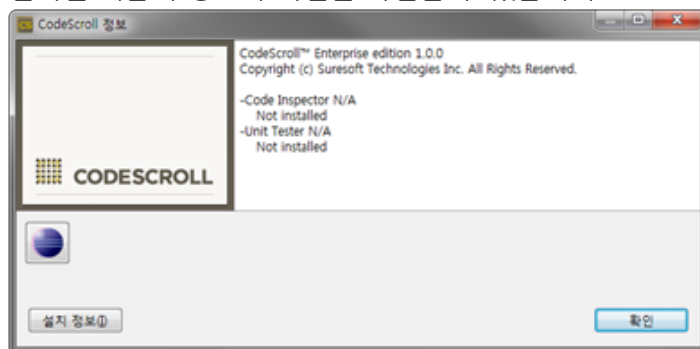 CodeScroll 정보
CodeScroll™ Enterprise edition 1.0.0
Copyright (c) Suresoft Technologies Inc. All Rights Reserved.
-Code Inspector N/A
Not installed
-Unit Tester N/A
Not installed
CODESCROLL
설치 정보(I)
확인